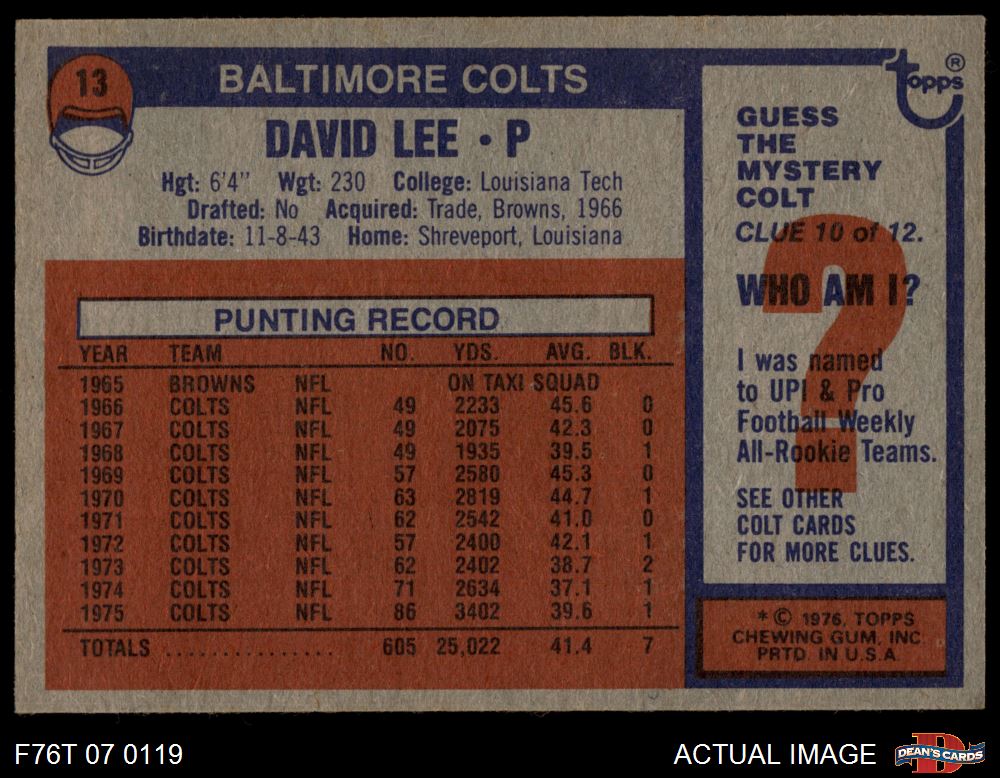 13
BALTIMORE COLTS
DAVID LEE • P
Hgt: 6'4" Wgt: 230 College: Louisiana Tech
Drafted: No Acquired: Trade, Browns, 1966
Birthdate: 11-8-43 Home: Shreveport, Louisiana
PUNTING RECORD
YEAR TEAM NO. YDS. AVG. BLK.
1965 BROWNS NFL ON TAXI SQUAD
1966 COLTS NFL 49 2233 45.6 0
1967 COLTS NFL 49 2075 42.3 0
1968 COLTS NFL 49 1935 39.5 1
1969 COLTS NFL 57 2580 45.3 0
1970 COLTS NFL 63 2819 44.7 1
1971 COLTS NFL 62 2542 41.0 0
1972 COLTS NFL 57 2400 42.1 1
1973 COLTS NFL 62 2402 38.7 2
1974 COLTS NFL 71 2634 37.1 1
1975 COLTS NFL 86 3402 39.6 1
TOTALS ............... 605 25,022 41.4 7
topps ®
GUESS
THE
MYSTERY
COLT
CLUE 10 of 12.
?
WHO AM I?
I was named
to UPI & Pro
Football Weekly
All-Rookie Teams.
SEE OTHER
COLT CARDS
FOR MORE CLUES.
* © 1976, TOPPS
CHEWING GUM, INC.
PRTD. IN U.S.A.
F76T 07 0119
ACTUAL IMAGE
D
DEAN'S CARDS